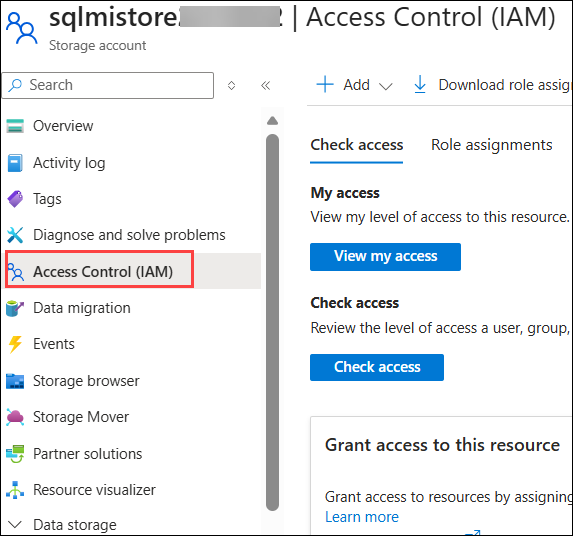 sqlmistore 2 | Access Control (IAM)
Storage account
Search
Add
Download role assig
Overview
Activity log
Tags
Diagnose and solve problems
Access Control (IAM)
Data migration
Events
Storage browser
Storage Mover
Partner solutions
Resource visualizer
Data storage
Check access
Role assignments
My access
View my level of access to this resource.
View my access
Check access
Review the level of access a user, group,
Check access
Grant access to this resource
Grant access to resources by assigning
Learn more